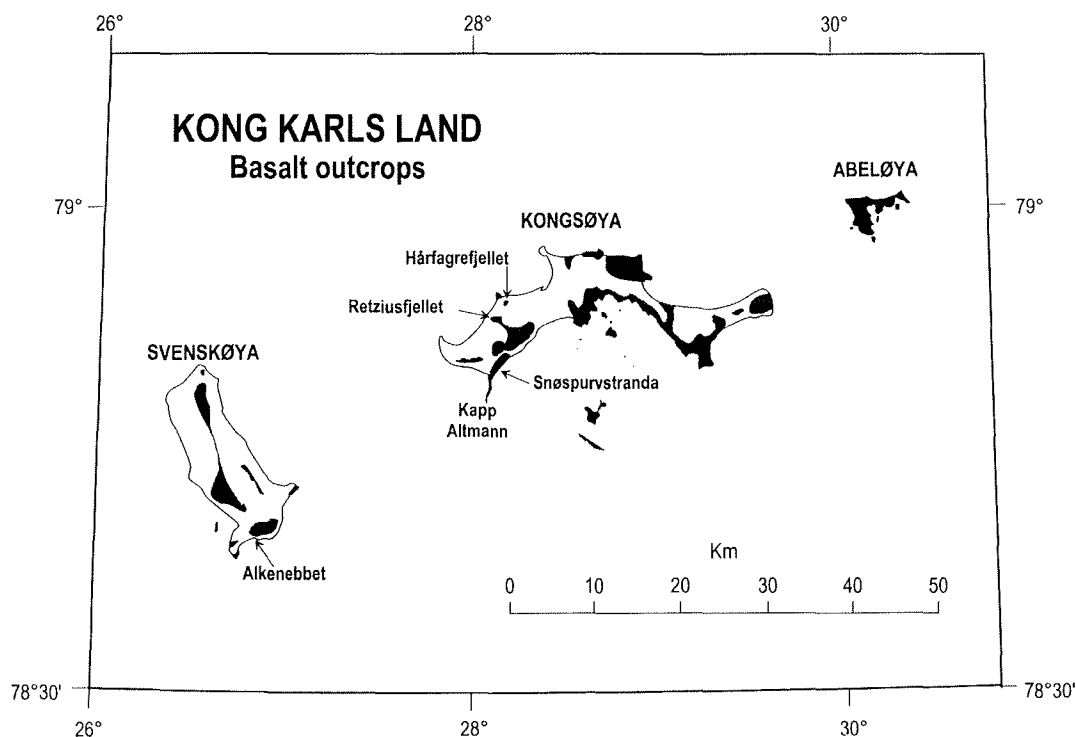 26°
28°
30°
KONG KARLS LAND
Basalt outcrops
ABELØYA
79°
79°
KONGSØYA
Hårfagrefjellet
Retziusfjellet
SVENSKØYA
Snøspurvstranda
Kapp
Altmann
Km
Alkenebbet
0 10 20 30 40 50
78°30'
78°30'
26°
28°
30°